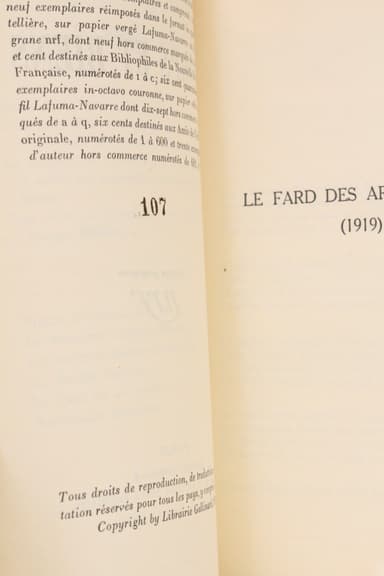 neuf exemplaires réimposés dans le format in-
tellière, sur papier vergé Lafuma-Navarre
grane nrf, dont neuf hors commerce marqués
et cent destinés aux Bibliophiles de la Nouvelle
Française, numérotés de 1 à c; six cent
exemplaires in-octavo couronne, sur papier
fil Lafuma-Navarre dont dix-sept hors commerce
qués de a à q, six cents destinés aux Amis de
originale, numérotés de 1 à 600 et trente
d'auteur hors commerce numérotés de
107
Tous droits de reproduction, de traduction
tation réservés pour tous les pays, y
Copyright by Librairie Gallimard
LE FARD DES
(1919)